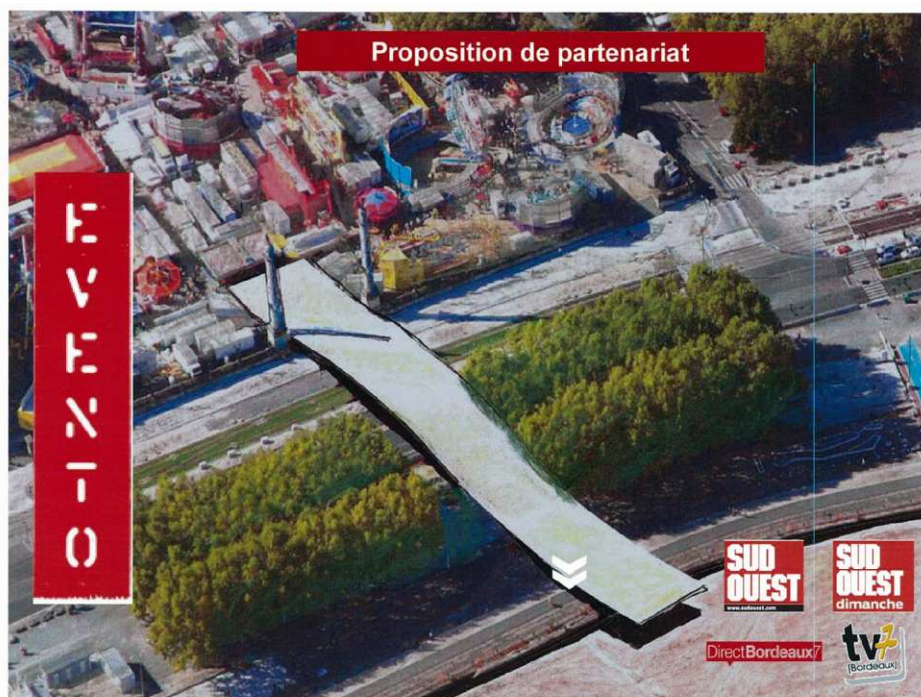 Proposition de partenariat
EVENTO
SUD
OUEST
www.sudouest.com
SUD
OUEST
dimanche
DirectBordeaux7
tv7
Bordeaux